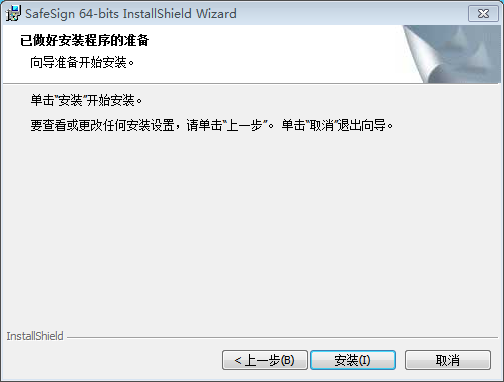 SafeSign 64-bits InstallShield Wizard
已做好安装程序的准备
向导准备开始安装。
单击"安装"开始安装。
要查看或更改任何安装设置，请单击"上一步"。 单击"取消"退出向导。
InstallShield
< 上一步(B)
安装(I)
取消